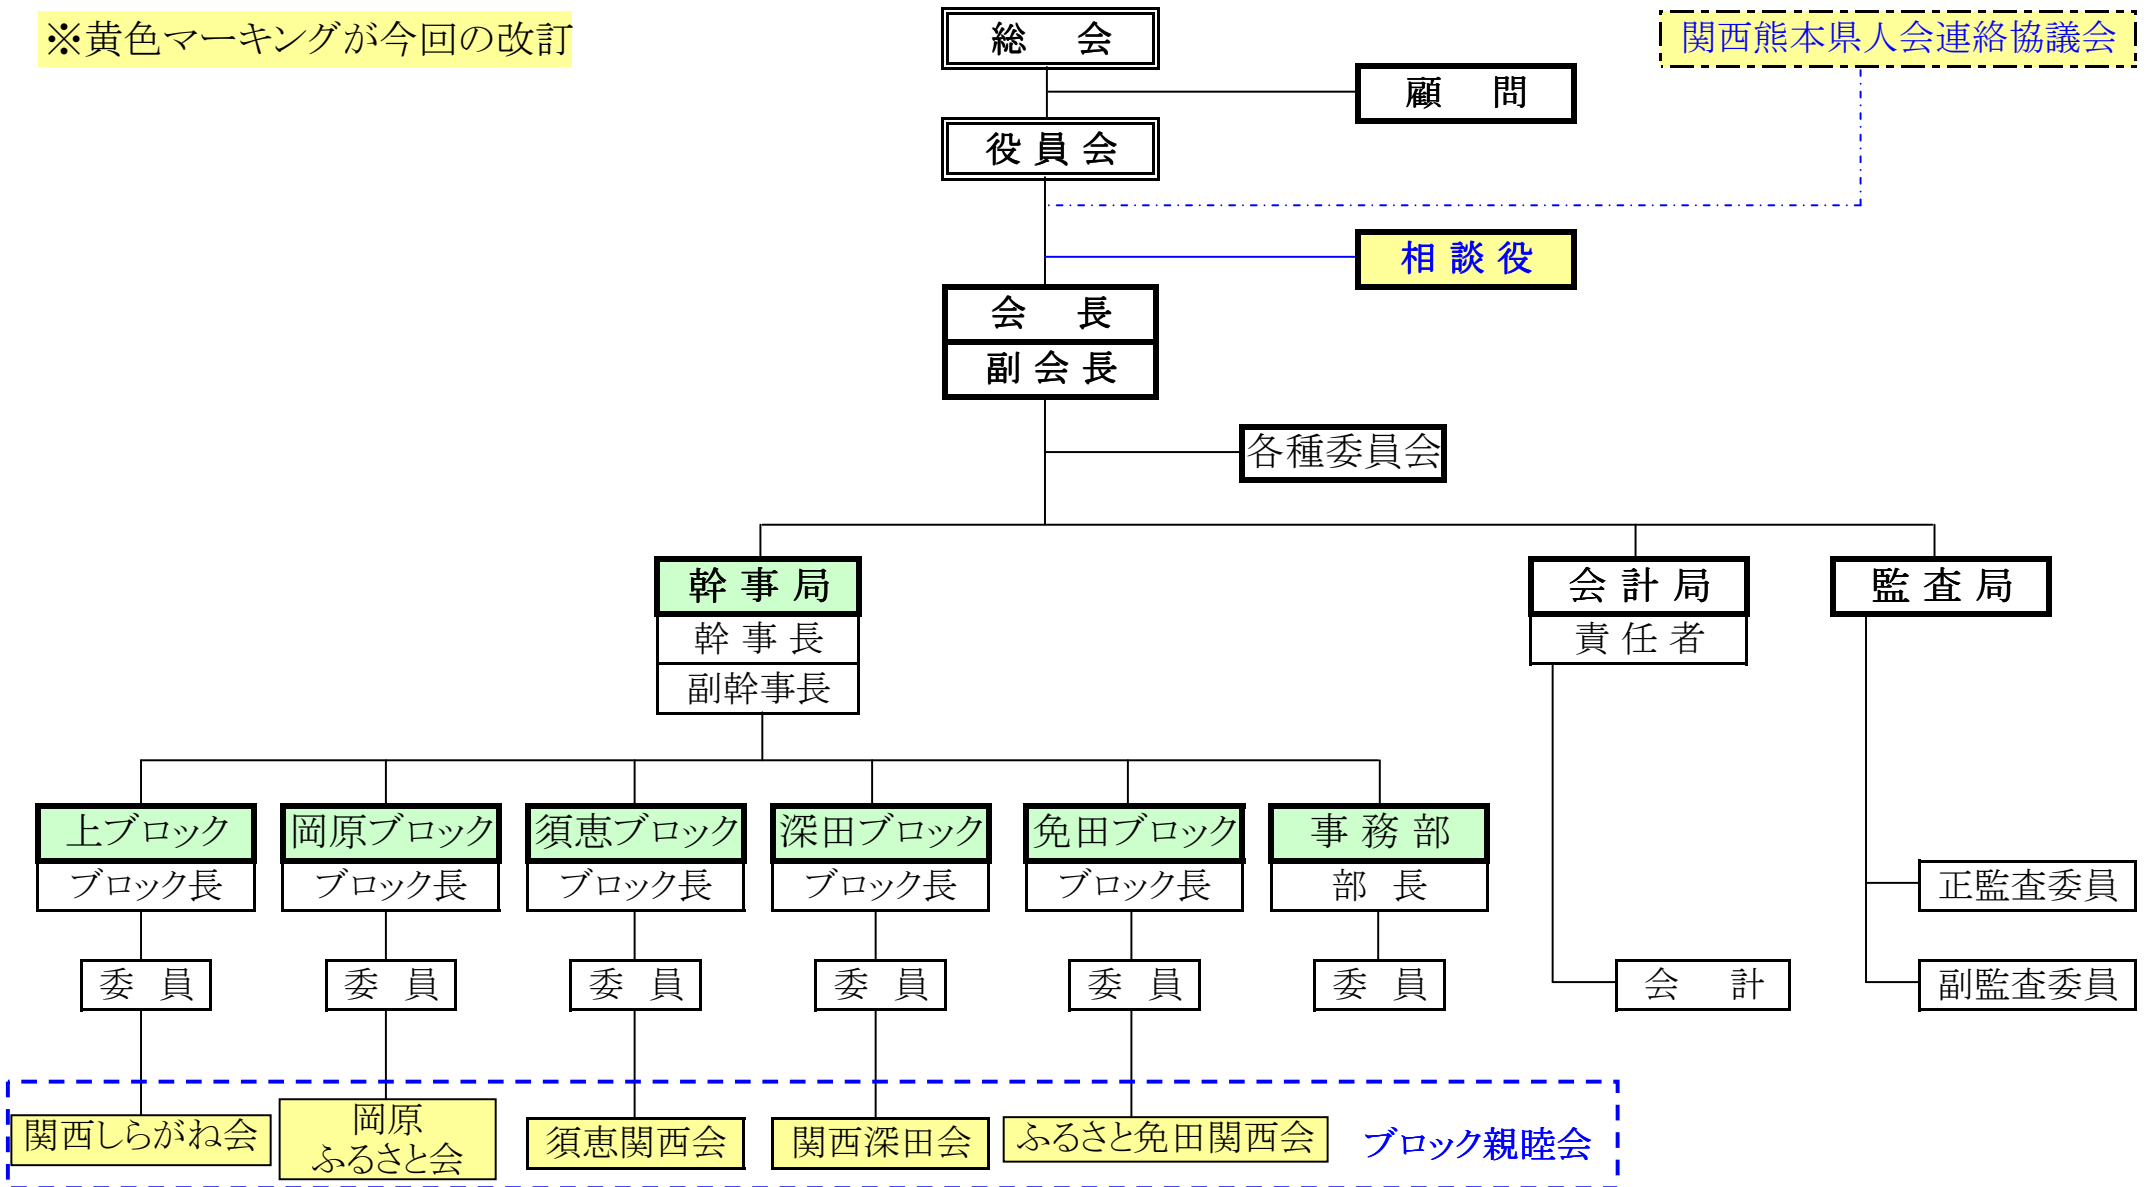 ※黄色マーキングが今回の改訂
総　会
関西熊本県人会連絡協議会
顧　問
役員会
相談役
会　長
副会長
各種委員会
幹事局
幹事長
副幹事長
会計局
責任者
監査局
上ブロック
ブロック長
岡原ブロック
ブロック長
須恵ブロック
ブロック長
深田ブロック
ブロック長
免田ブロック
ブロック長
事務部
部　長
正監査委員
委　員
委　員
委　員
委　員
委　員
委　員
会　計
副監査委員
関西しらがね会
岡原
ふるさと会
須恵関西会
関西深田会
ふるさと免田関西会
ブロック親睦会